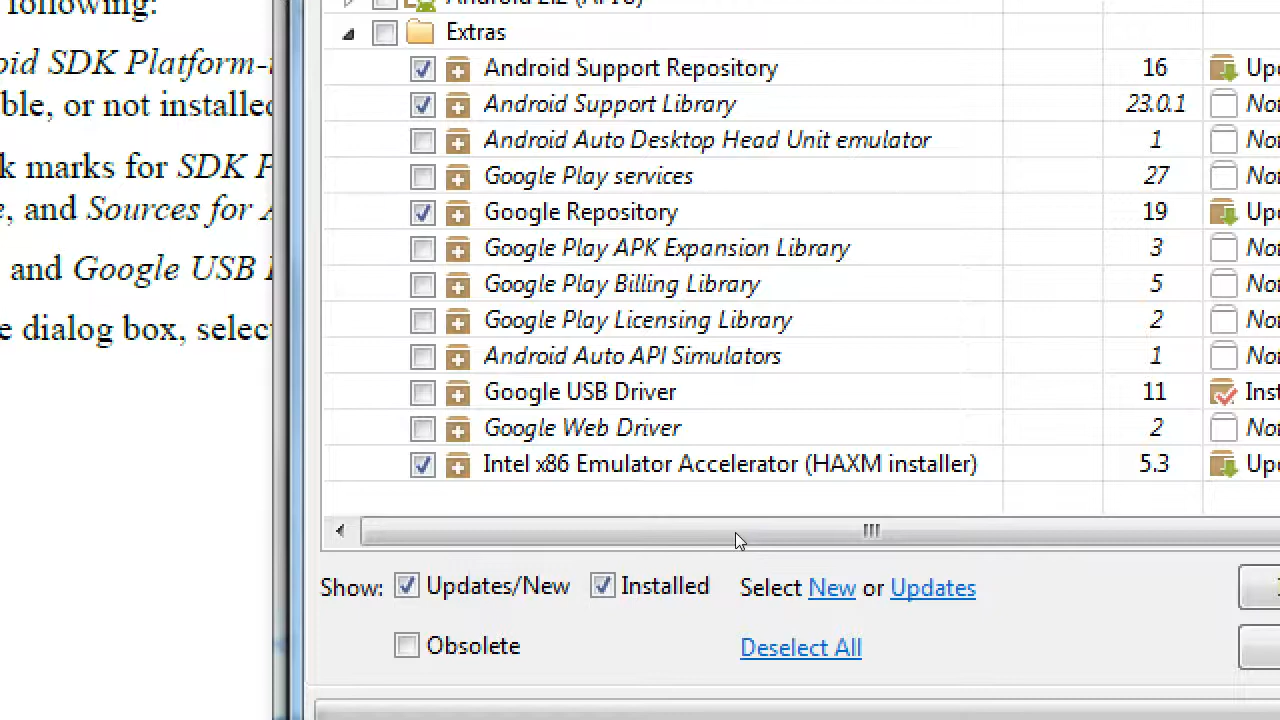 following:
oid SDK Platform-
ble, or not installed
k marks for SDK P
e, and Sources for A
and Google USB
e dialog box, select
Extras
Android Support Repository 16
Android Support Library 23.0.1
Android Auto Desktop Head Unit emulator 1
Google Play services 27
Google Repository 19
Google Play APK Expansion Library 3
Google Play Billing Library 5
Google Play Licensing Library 2
Android Auto API Simulators 1
Google USB Driver 11
Google Web Driver 2
Intel x86 Emulator Accelerator (HAXM installer) 5.3
Show: Updates/New Installed Select New or Updates
Obsolete Deselect All